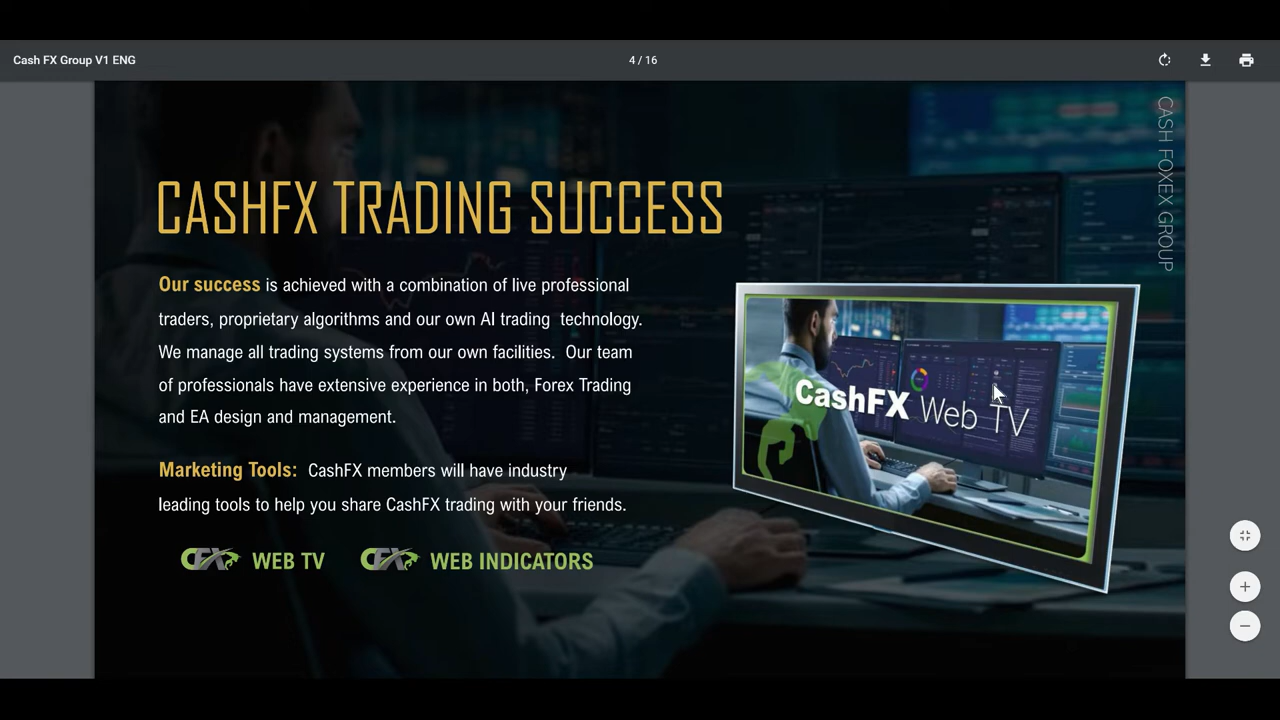 Cash FX Group V1 ENG
4 / 16
CASH FOXEX GROUP
CASHFX TRADING SUCCESS
Our success is achieved with a combination of live professional
traders, proprietary algorithms and our own AI trading technology.
We manage all trading systems from our own facilities. Our team
of professionals have extensive experience in both, Forex Trading
and EA design and management.
Marketing Tools: CashFX members will have industry
leading tools to help you share CashFX trading with your friends.
CFX WEB TV
CFX WEB INDICATORS
CashFX Web TV